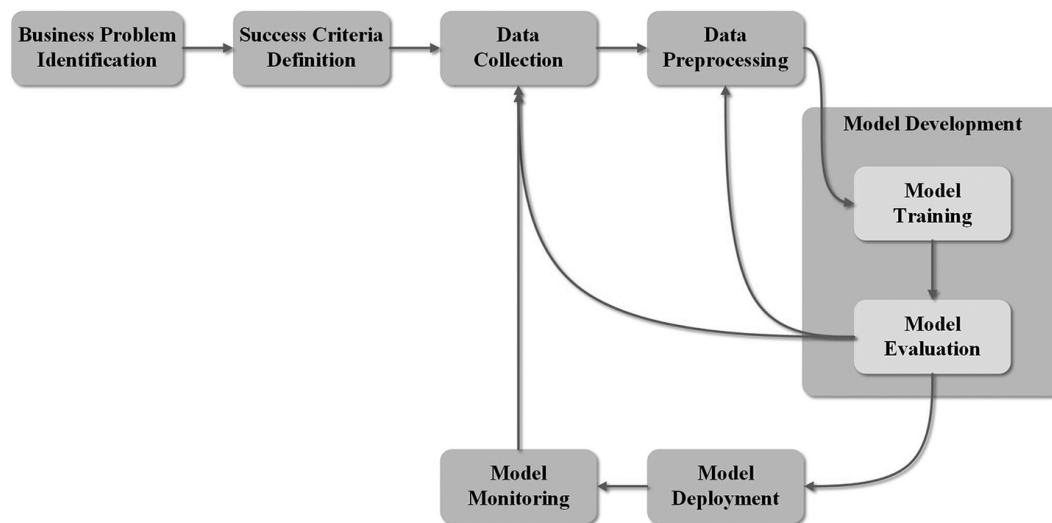 Business Problem
Identification
Success Criteria
Definition
Data
Collection
Data
Preprocessing
Model Development
Model
Training
Model
Evaluation
Model
Monitoring
Model
Deployment